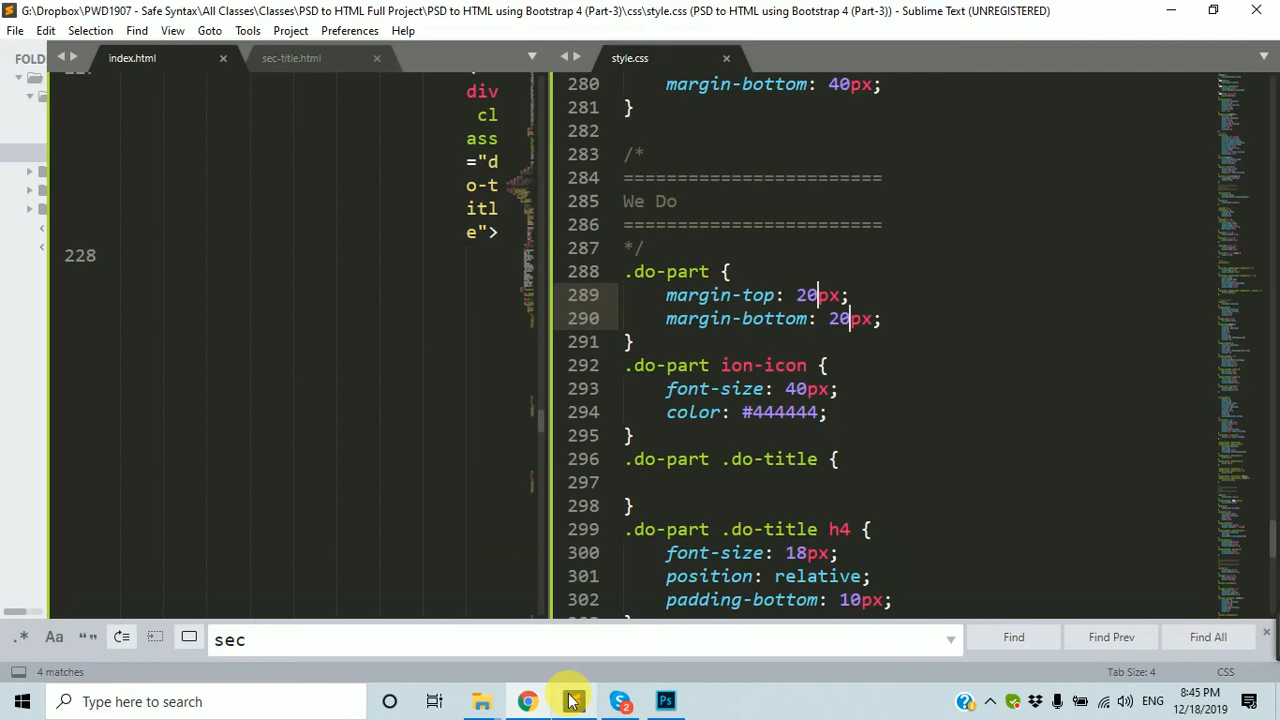 G:\Dropbox\PWD1907 - Safe Syntax\All Classes\Classes\PSD to HTML Full Project\PSD to HTML using Bootstrap 4 (Part-3)\css\style.css (PSD to HTML using Bootstrap 4 (Part-3)) - Sublime Text (UNREGISTERED)
File Edit Selection Find View Goto Tools Project Preferences Help
FOLD
index.html
sec-title.html
style.css
div
cl
ass
="d
o-t
itl
e">
228
280 margin-bottom: 40px;
281 }
282
283 /*
284 ========================
285 We Do
286 ========================
287 */
288 .do-part {
289 margin-top: 20px;
290 margin-bottom: 20px;
291 }
292 .do-part ion-icon {
293 font-size: 40px;
294 color: #444444;
295 }
296 .do-part .do-title {
297
298 }
299 .do-part .do-title h4 {
300 font-size: 18px;
301 position: relative;
302 padding-bottom: 10px;
.* Aa “” sec Find Find Prev Find All
4 matches Tab Size: 4 CSS
Type here to search
2
Ps
ENG
8:45 PM
12/18/2019